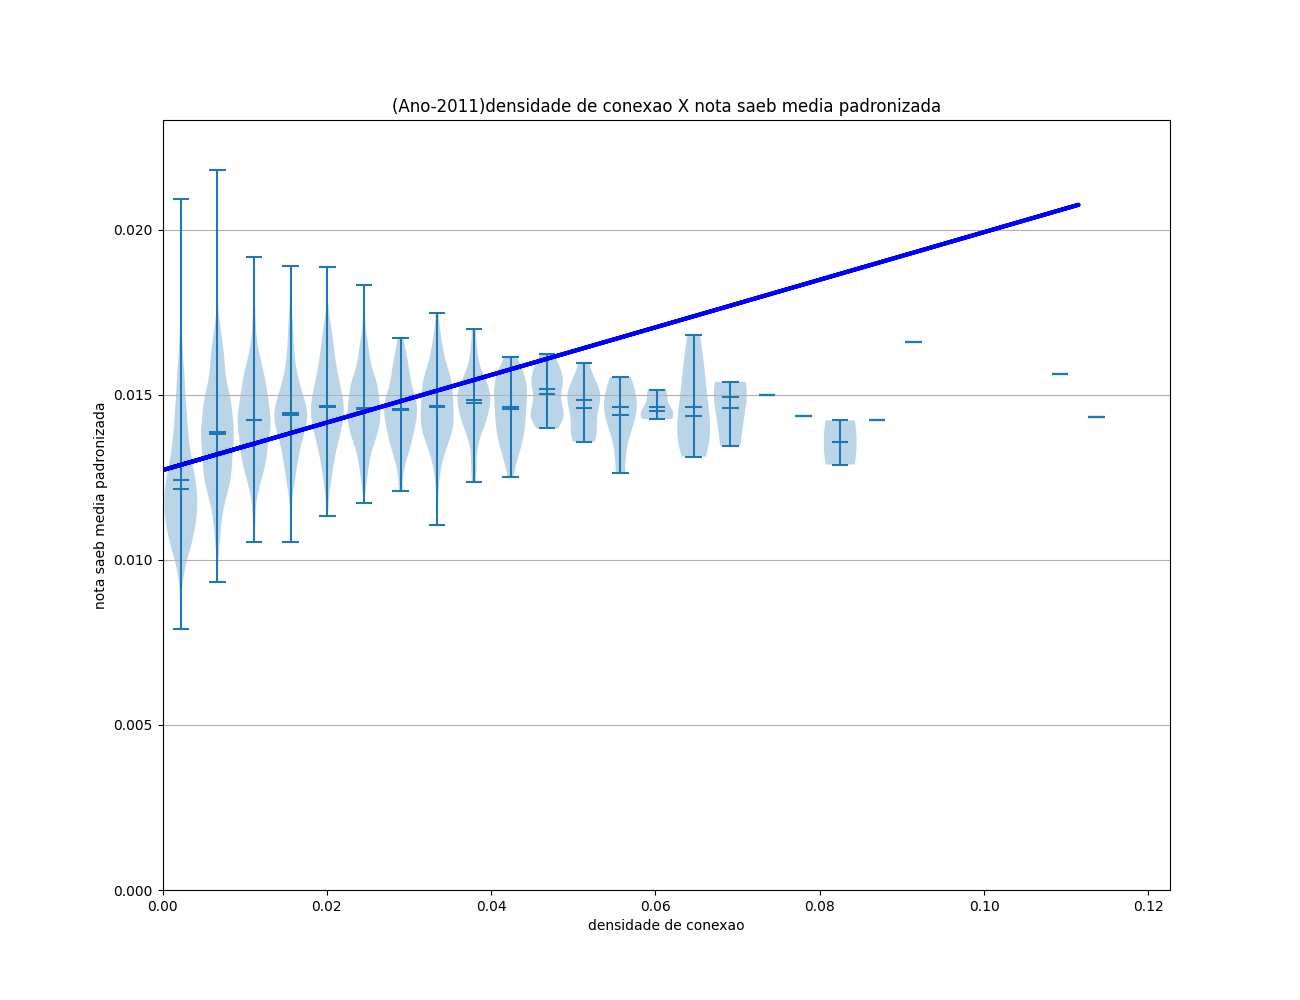 (Ano-2011)densidade de conexao X nota saeb media padronizada
nota saeb media padronizada
0.020
0.015
0.010
0.005
0.000
0.00 0.02 0.04 0.06 0.08 0.10 0.12
densidade de conexao